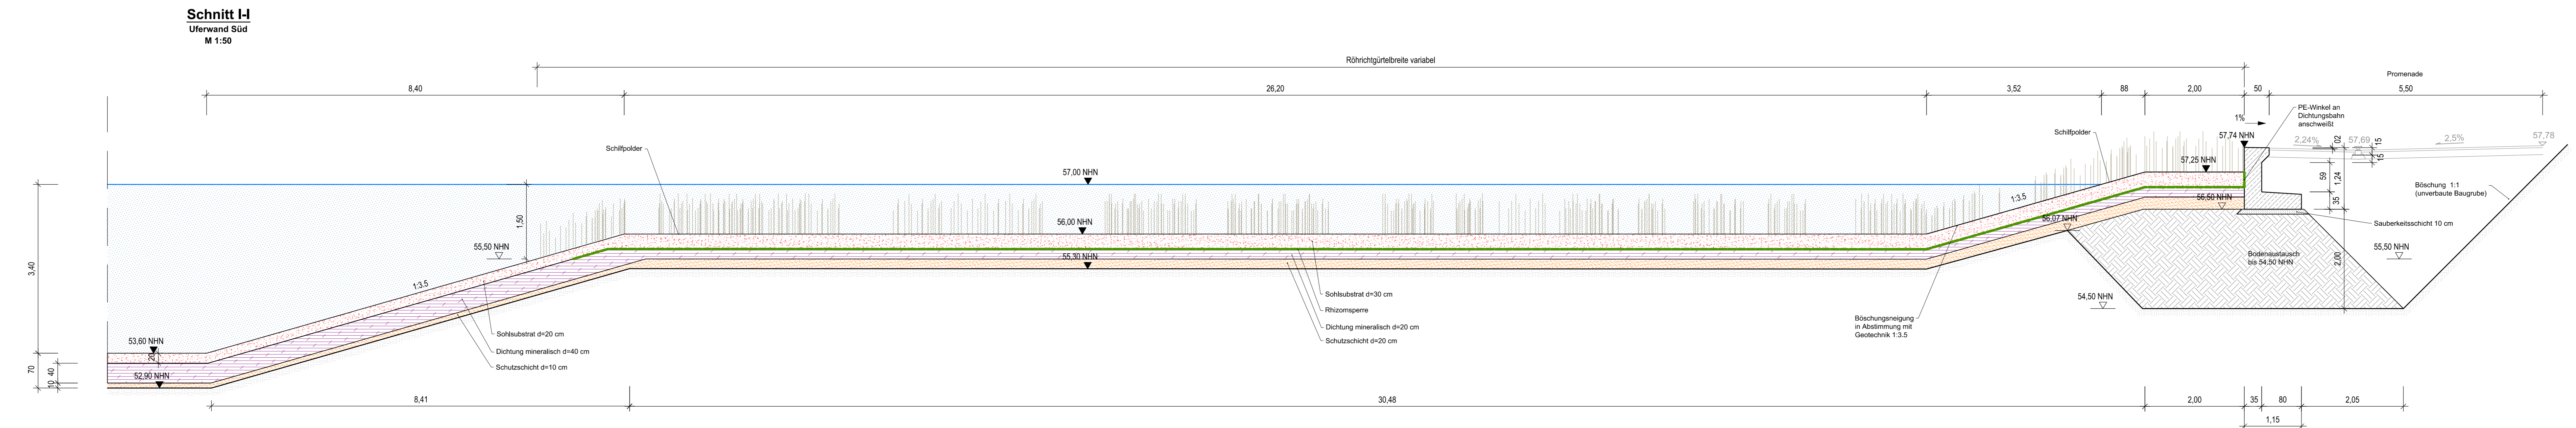 Schnitt I-I
Uferwand Süd
M 1:50
Röhrichtgürtelbreite variabel
Promenade
8,40
26,20
3,52
88
2,00
50
5,50
PE-Winkel an
Dichtungsbahn
anschweißt
1%
57,74 NHN
2,24%
02
57,69
15
15
2,5%
57,78
Schilfpolder
Schilfpolder
57,00 NHN
57,25 NHN
59
1,24
35
Böschung 1:1
(unverbaute Baugrube)
1:3.5
56,50 NHN
1,50
56,00 NHN
56,07 NHN
Sauberkeitsschicht 10 cm
55,50 NHN
55,50 NHN
55,30 NHN
Bodenaustausch
bis 54,50 NHN
2,00
3,40
1:3.5
54,50 NHN
Sohlsubstrat d=30 cm
Rhizomsperre
Dichtung mineralisch d=20 cm
Schutzschicht d=20 cm
Böschungsneigung
in Abstimmung mit
Geotechnik 1:3.5
Sohlsubstrat d=20 cm
Dichtung mineralisch d=40 cm
Schutzschicht d=10 cm
53,60 NHN
20
70
40
10
52,90 NHN
8,41
30,48
2,00
35
80
2,05
1,15